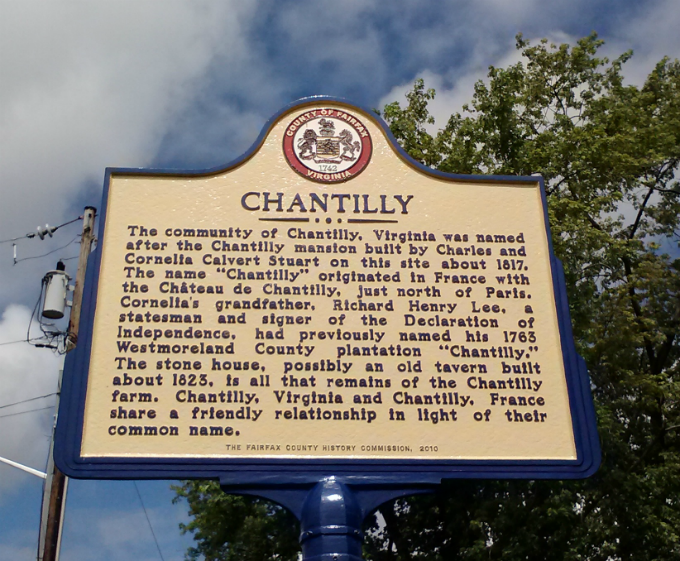 COUNTY OF FAIRFAX
1742
VIRGINIA
CHANTILLY
The community of Chantilly, Virginia was named
after the Chantilly mansion built by Charles and
Cornelia Calvert Stuart on this site about 1817.
The name "Chantilly" originated in France with
the Château de Chantilly, just north of Paris.
Cornelia's grandfather, Richard Henry Lee, a
statesman and signer of the Declaration of
Independence, had previously named his 1763
Westmoreland County plantation "Chantilly."
The stone house, possibly an old tavern built
about 1823, is all that remains of the Chantilly
farm. Chantilly, Virginia and Chantilly, France
share a friendly relationship in light of their
common name.
THE FAIRFAX COUNTY HISTORY COMMISSION, 2010